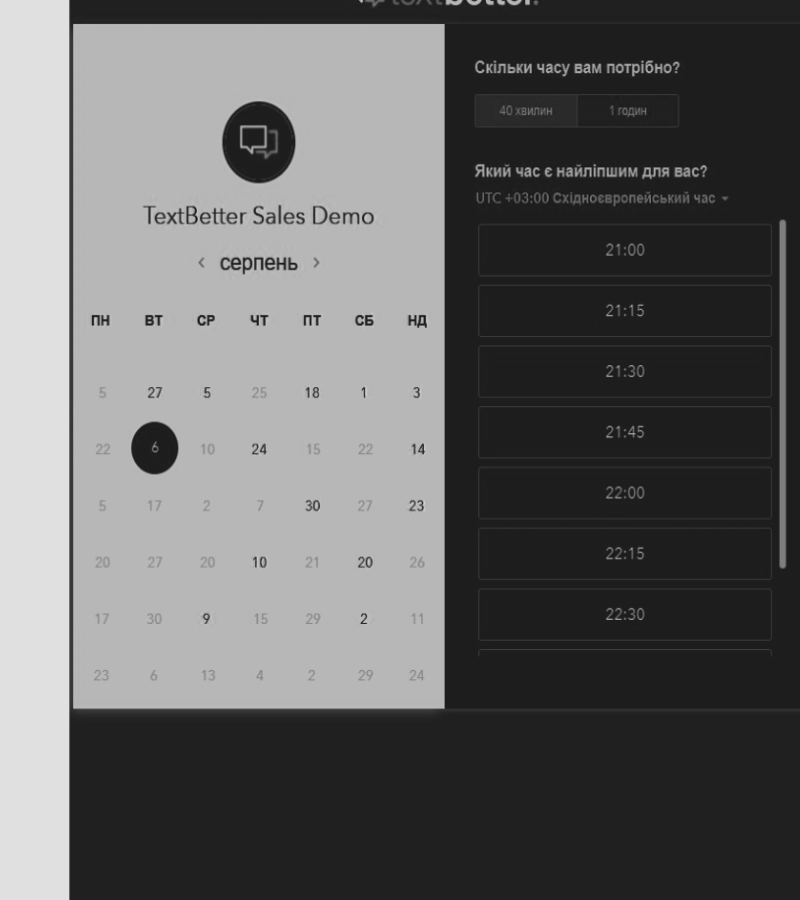 textbetter.
TextBetter Sales Demo
серпень
ПН ВТ СР ЧТ ПТ СБ НД
5 27 5 25 18 1 3
22 6 10 24 15 22 14
5 17 2 7 30 27 23
20 27 20 10 21 20 26
17 30 9 15 29 2 11
23 6 13 4 2 29 24
Скільки часу вам потрібно?
40 хвилин 1 годин
Який час є найліпшим для вас?
UTC +03:00 Східноєвропейський час
21:00
21:15
21:30
21:45
22:00
22:15
22:30